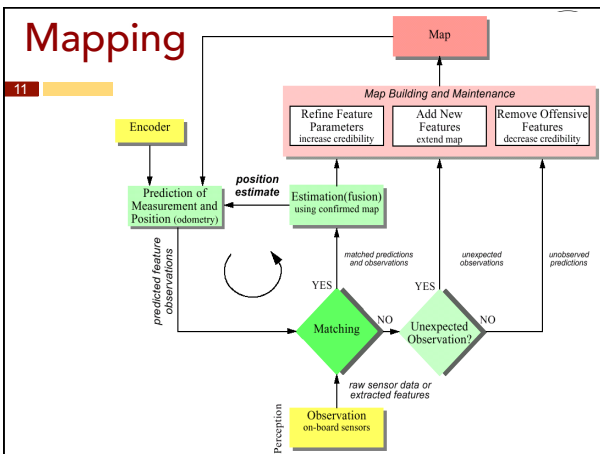 Mapping
11
Map
Map Building and Maintenance
Refine Feature
Parameters
increase credibility
Add New
Features
extend map
Remove Offensive
Features
decrease credibility
Encoder
position
estimate
Prediction of
Measurement and
Position (odometry)
Estimation(fusion)
using confirmed map
predicted feature
observations
matched predictions
and observations
unexpected
observations
unobserved
predictions
YES
YES
Matching
NO
Unexpected
Observation?
NO
raw sensor data or
extracted features
Perception
Observation
on-board sensors